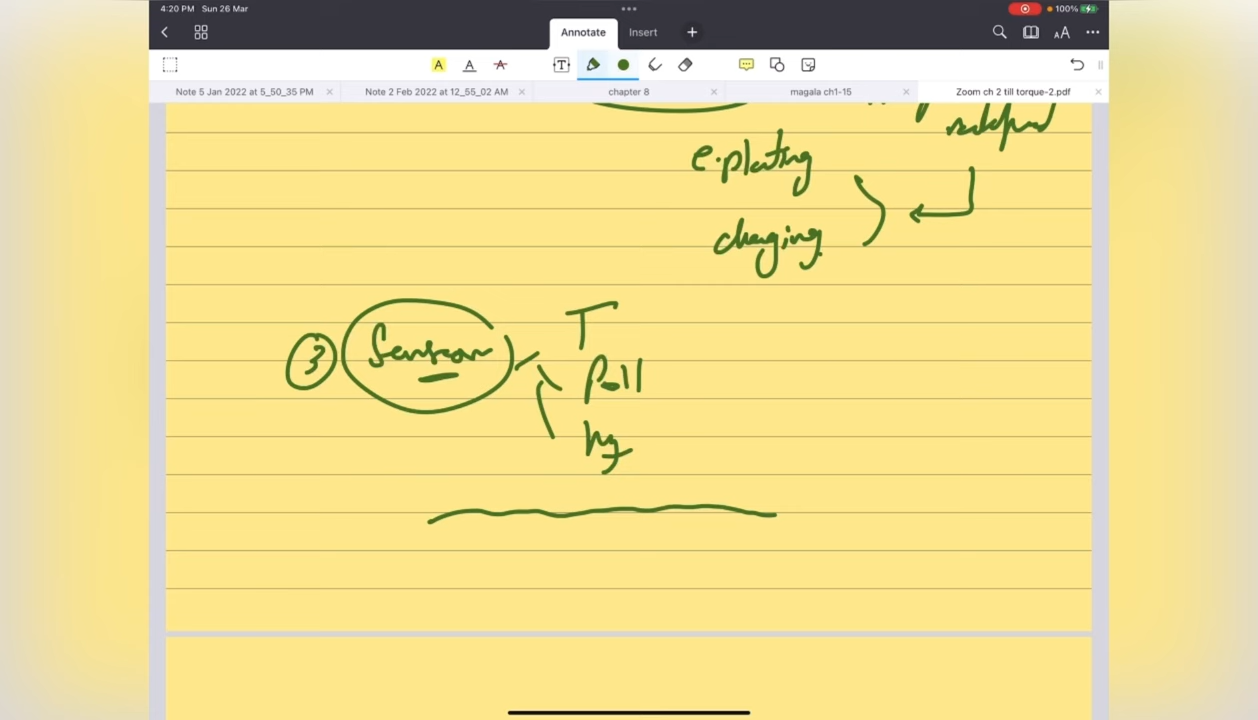 4:20 PM Sun 26 Mar
100%
Annotate Insert
Note 5 Jan 2022 at 5_50_35 PM
Note 2 Feb 2022 at 12_55_02 AM
chapter 8
magala ch1-15
Zoom ch 2 till torque-2.pdf
e.plating
charging
③ Sensor
T
Poll
hg